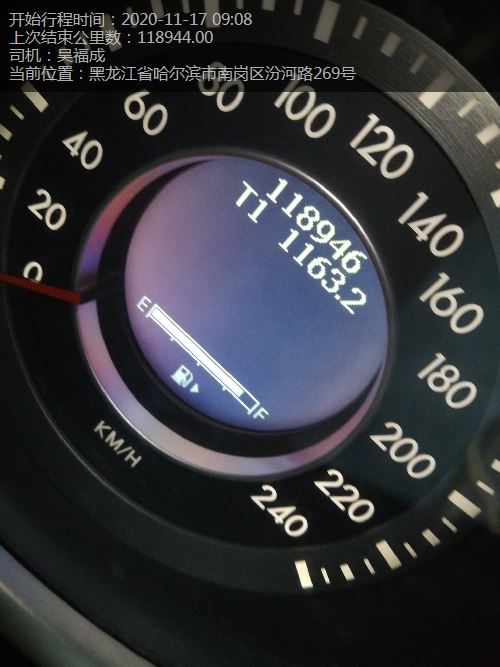 开始行程时间：2020-11-17 09:08
上次结束公里数：118944.00
司机：昊福成
当前位置：黑龙江省哈尔滨市南岗区汾河路269号
0
20
40
60
80
100
120
140
160
180
200
220
240
118946
T1 1163.2
E
F
KM/H